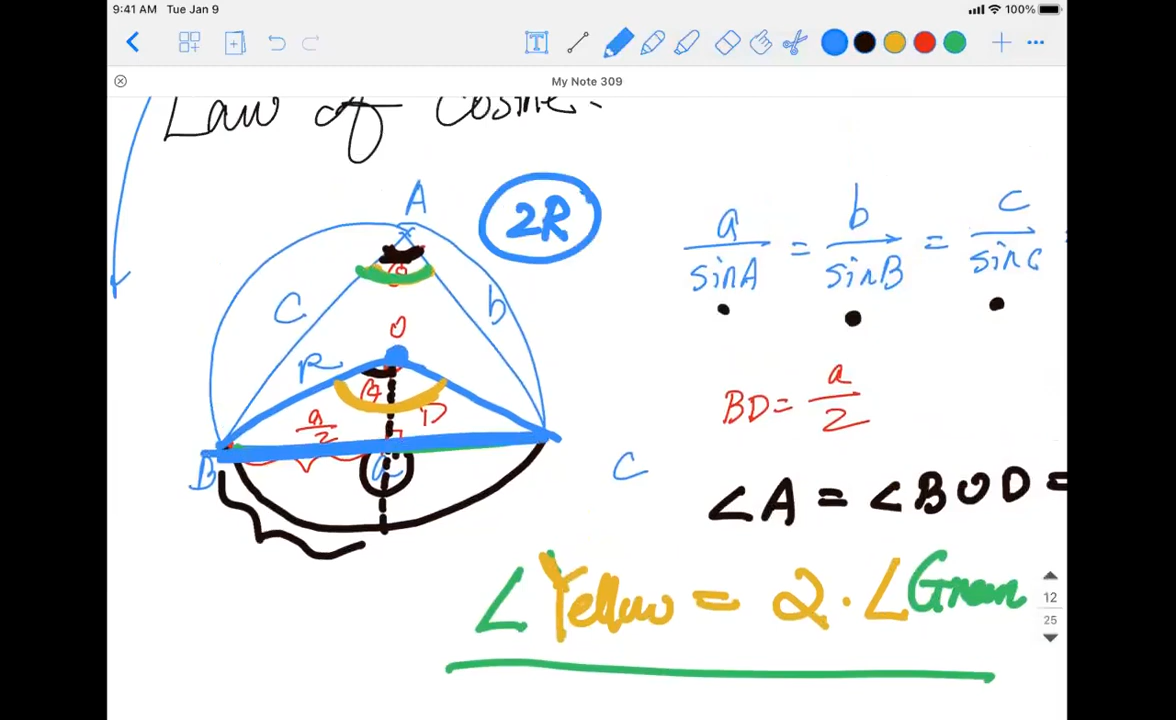 9:41 AM Tue Jan 9
100%
My Note 309
Law of Cosine.
A
2R
a/sinA = b/sinB = c/sinC
C
b
O
R
A
D
a/2
BD = a/2
B
a
C
∠A = ∠BOD =
∠Yellow = 2 · ∠Green
12
25